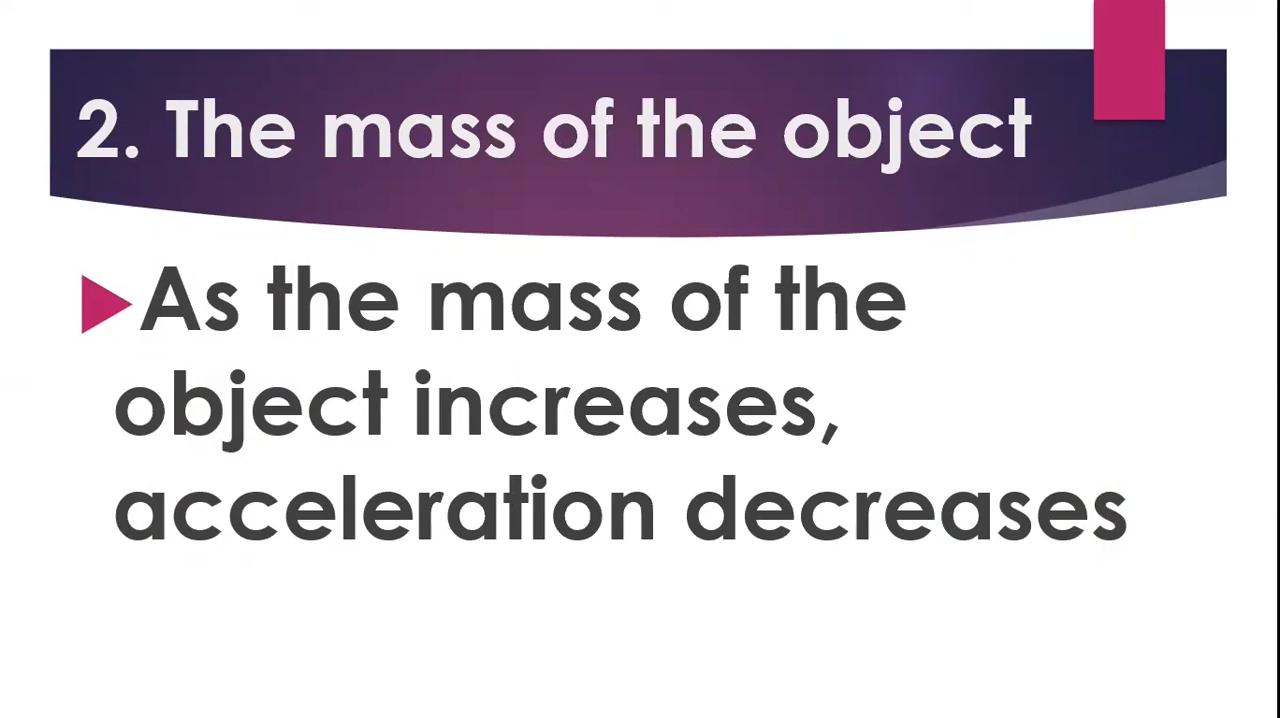 2. The mass of the object
As the mass of the
object increases,
acceleration decreases